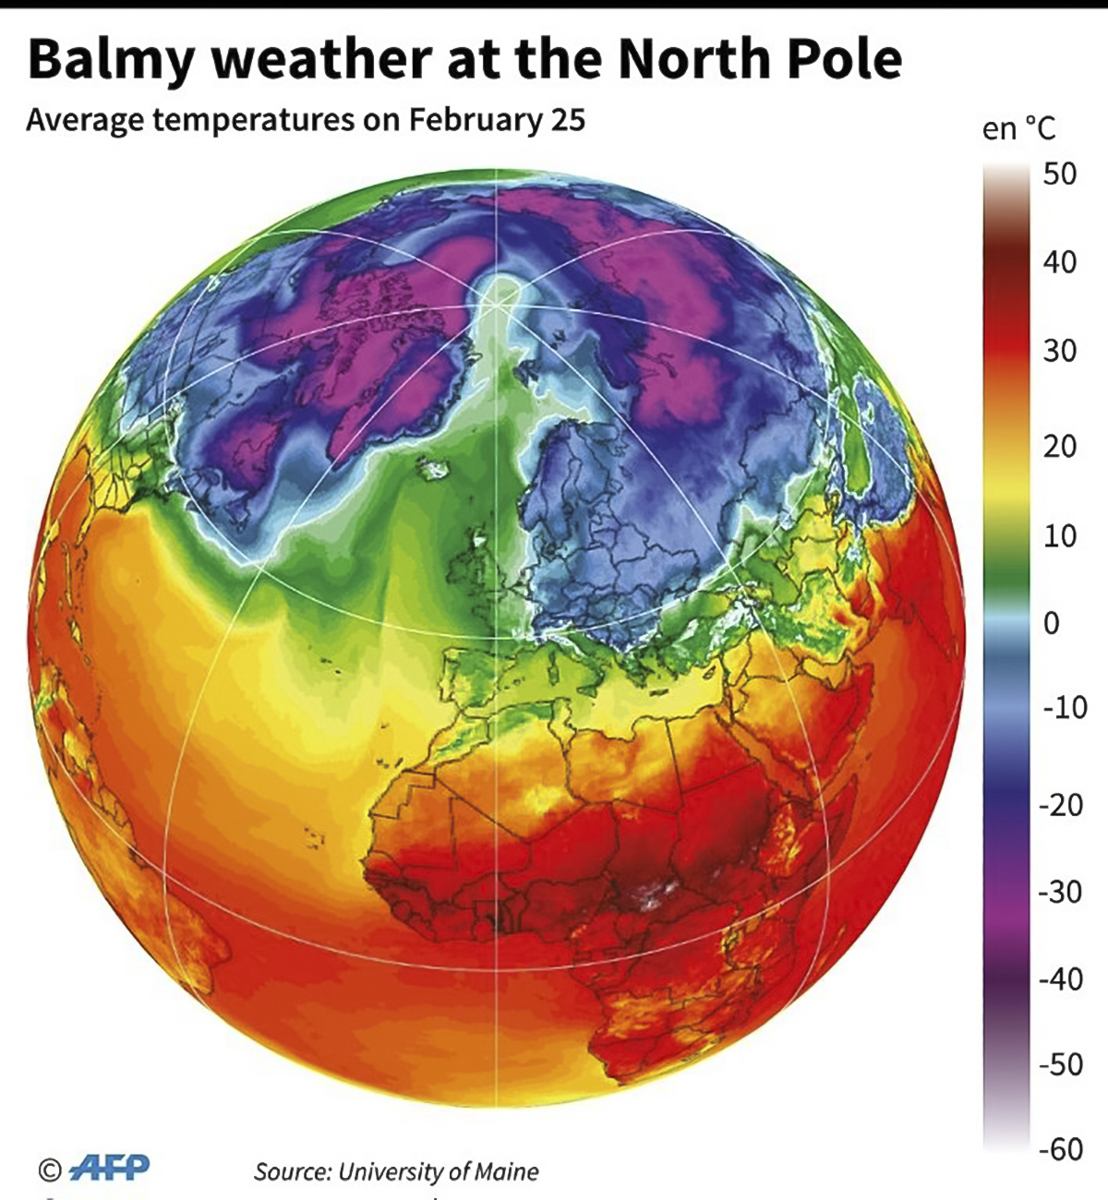 Balmy weather at the North Pole
Average temperatures on February 25
en °C
50
40
30
20
10
0
-10
-20
-30
-40
-50
-60
© AFP
Source: University of Maine